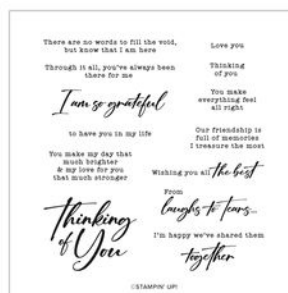 There are no words to fill the void,
but know that I am here
Through it all, you've always been
there for me
I am so grateful
to have you in my life
You make my day that
much brighter
& my love for you
that much stronger
Thinking
of You
Love you
Thinking
of you
You make
everything feel
all right
Our friendship is
full of memories
I treasure the most
Wishing you all the best
From
laughs to tears...
I'm happy we've shared them
together
©STAMPIN' UP!